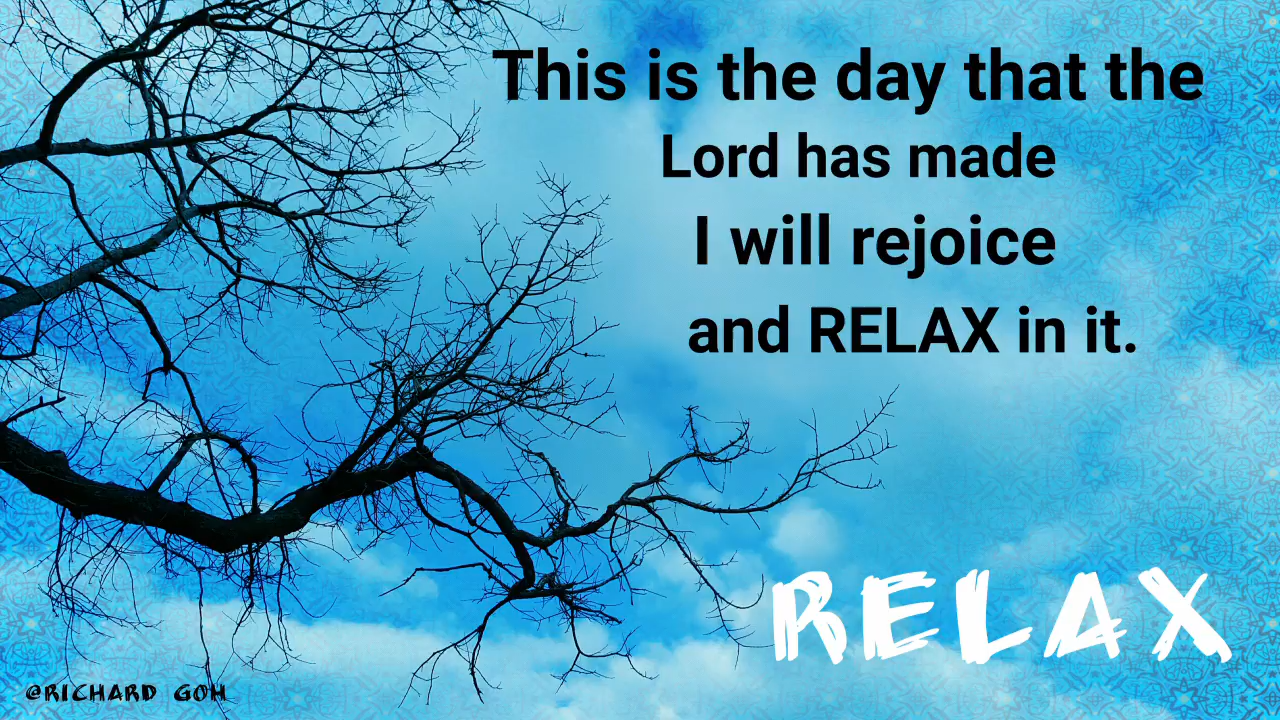 This is the day that the
Lord has made
I will rejoice
and RELAX in it.
RELAX
@RICHARD GOH